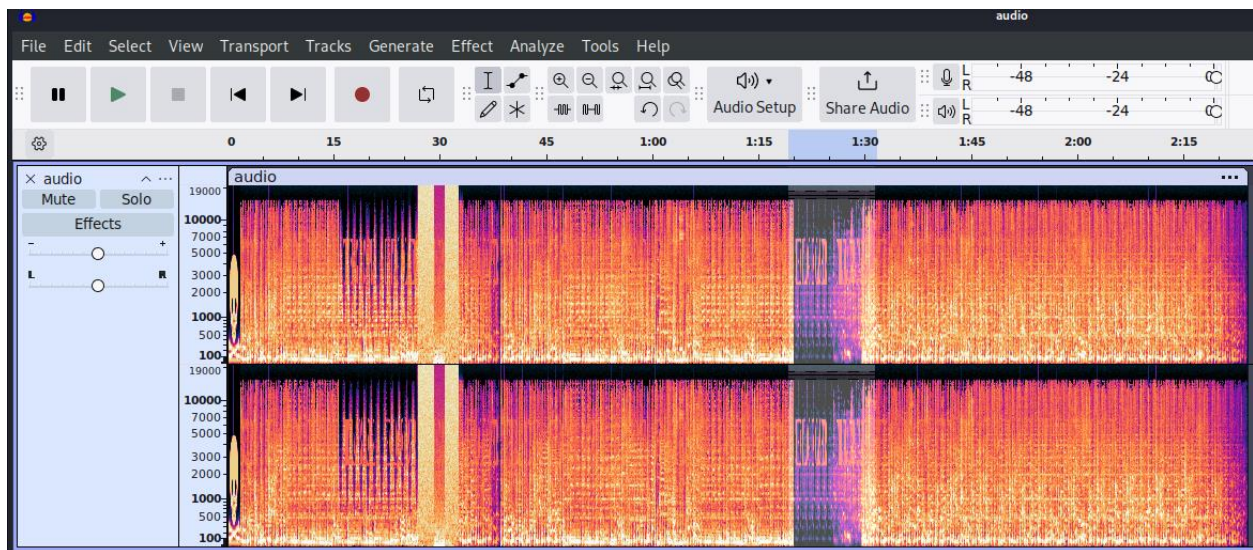 audio
File Edit Select View Transport Tracks Generate Effect Analyze Tools Help
Audio Setup
Share Audio
L R -48 -24 0
L R -48 -24 0
0 15 30 45 1:00 1:15 1:30 1:45 2:00 2:15
audio
Mute Solo
Effects
- +
L R
audio
19000
10000
7000
5000
3000
2000
1000
500
100
19000
10000
7000
5000
3000
2000
1000
500
100